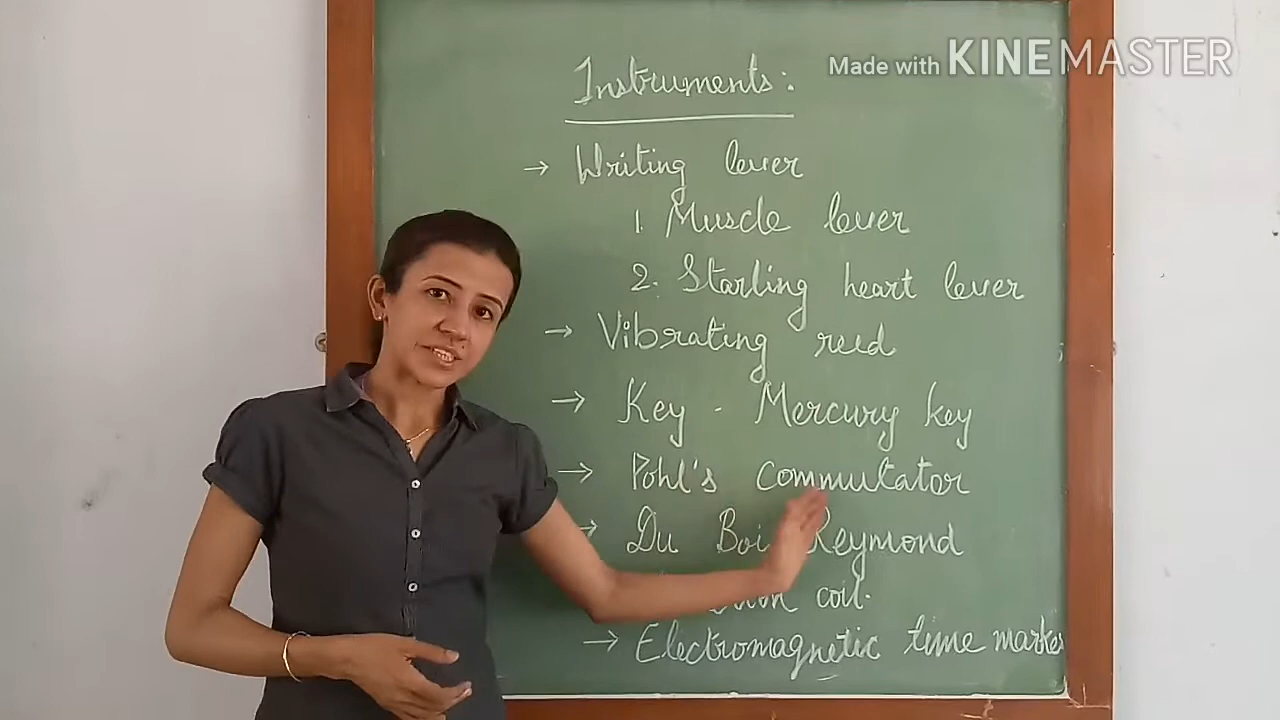 Made with KINEMASTER
Instruments:
→ Writing lever
1. Muscle lever
2. Starling heart lever
→ Vibrating reed
→ Key - Mercury key
→ Pohl's commutator
→ Du Reymond
coil.
→ Electromagnetic time marker